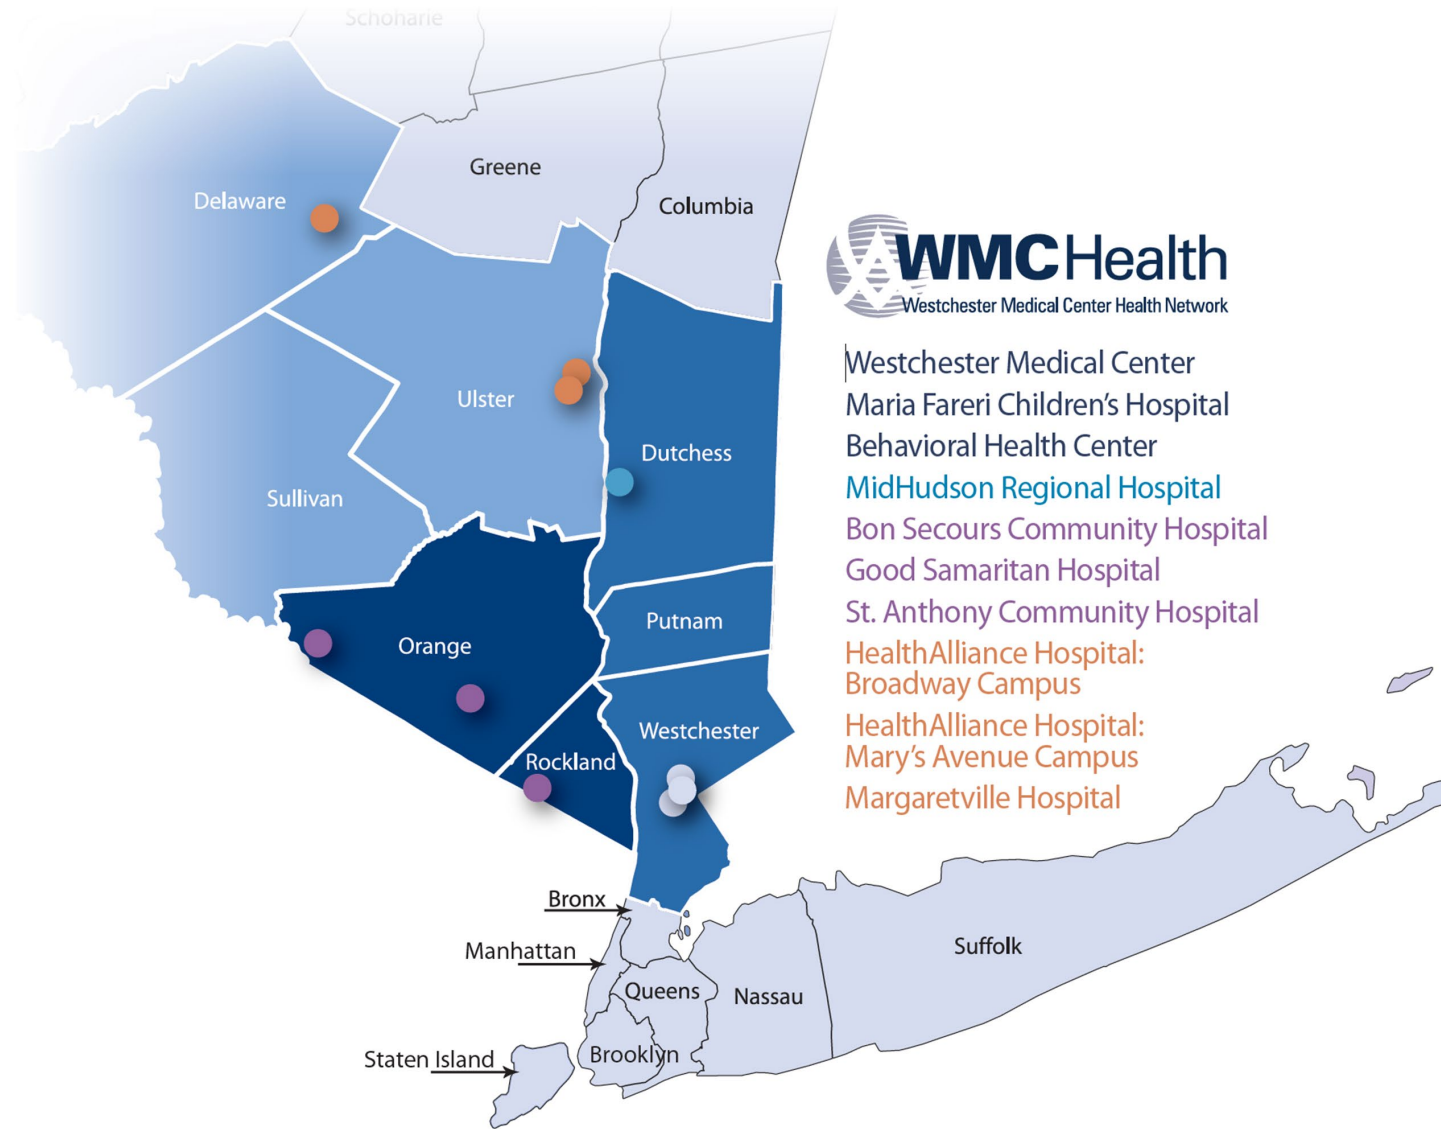 Schoharie
Greene
Delaware
Columbia
WMCHealth
Westchester Medical Center Health Network
Westchester Medical Center
Maria Fareri Children's Hospital
Behavioral Health Center
MidHudson Regional Hospital
Bon Secours Community Hospital
Good Samaritan Hospital
St. Anthony Community Hospital
HealthAlliance Hospital:
Broadway Campus
HealthAlliance Hospital:
Mary's Avenue Campus
Margaretville Hospital
Ulster
Dutchess
Sullivan
Putnam
Orange
Westchester
Rockland
Bronx
Manhattan
Suffolk
Queens
Nassau
Brooklyn
Staten Island